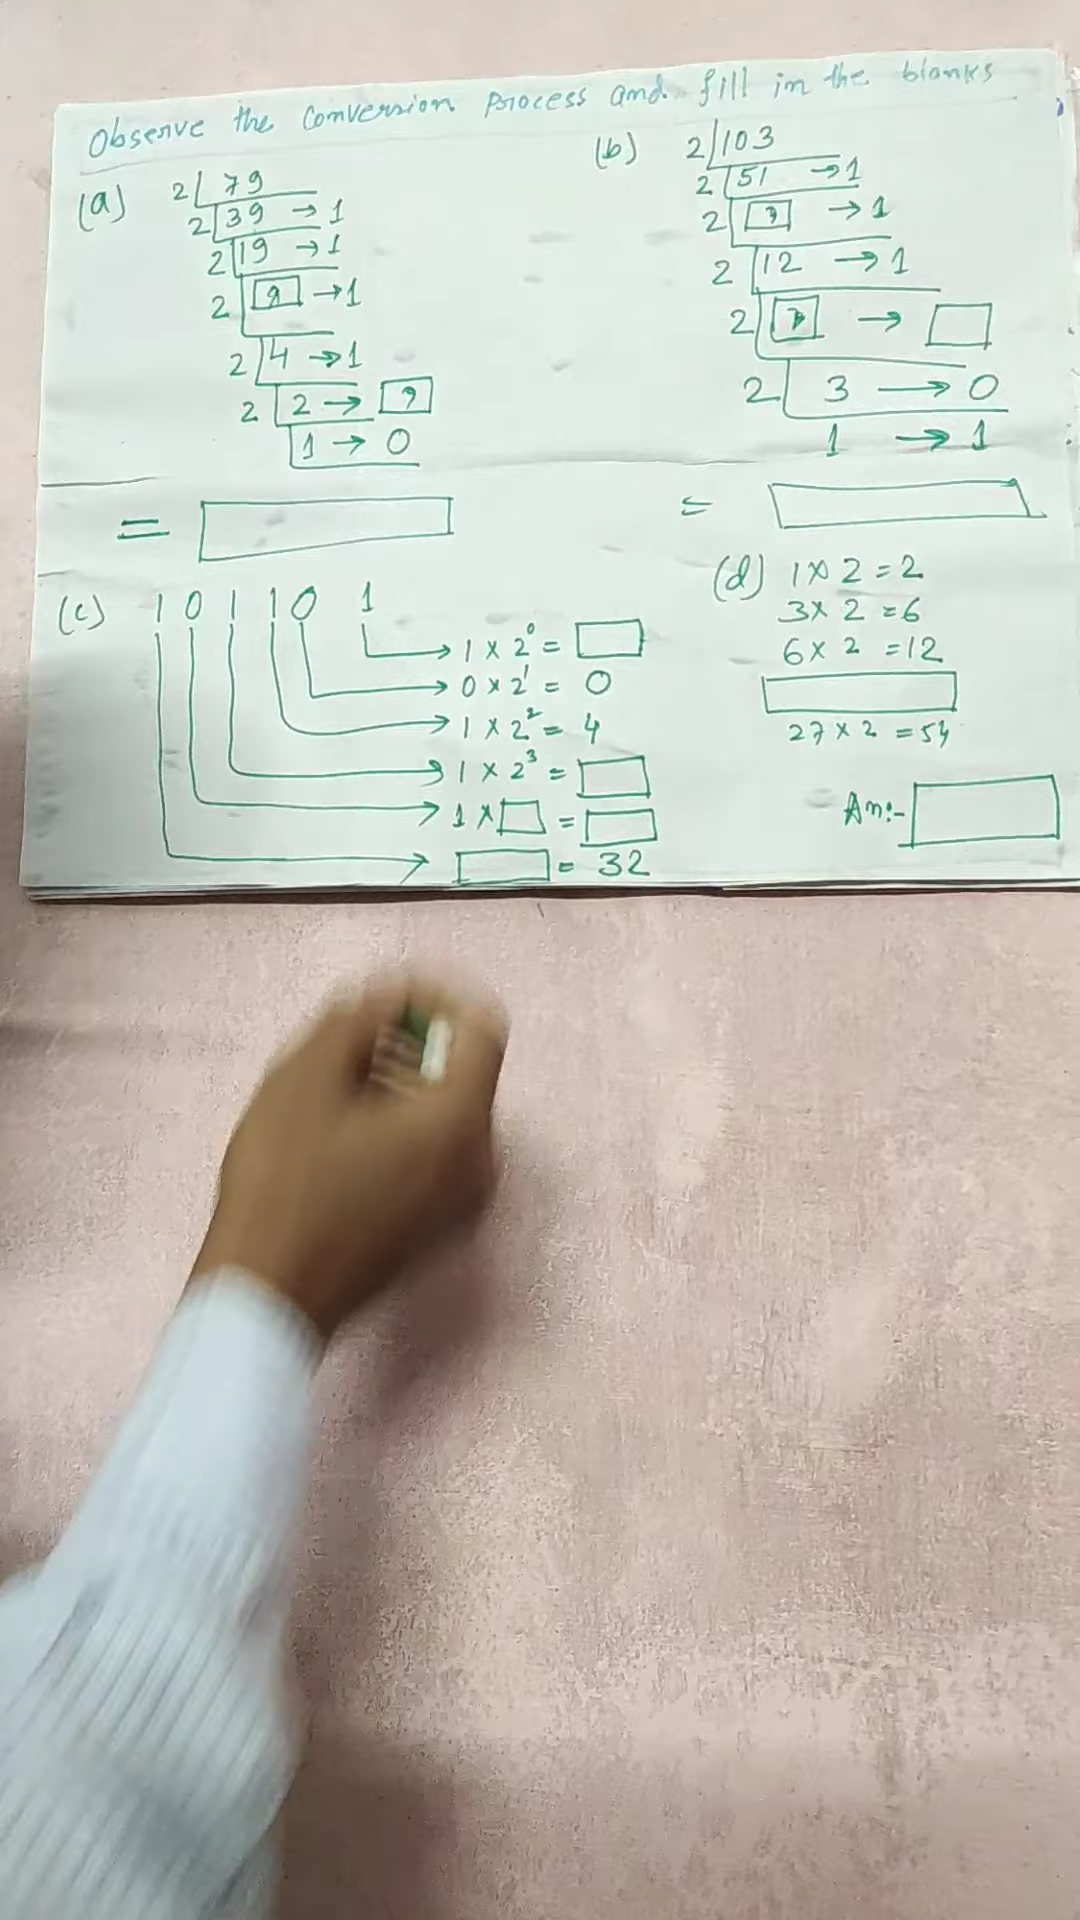 Observe the conversion process and fill in the blanks
(a) 2 79
2 39 → 1
2 19 → 1
2 ? → 1
2 4 → 1
2 2 → ?
1 → 0
=
(b) 2 103
2 51 → 1
2 ? → 1
2 12 → 1
2 ? →
2 3 → 0
1 → 1
=
(c) 1 0 1 1 0 1
→ 1 × 2⁰ =
→ 0 × 2¹ = 0
→ 1 × 2² = 4
→ 1 × 2³ =
→ 1 × =
→ = 32
(d) 1 × 2 = 2
3 × 2 = 6
6 × 2 = 12
27 × 2 = 54
An:-